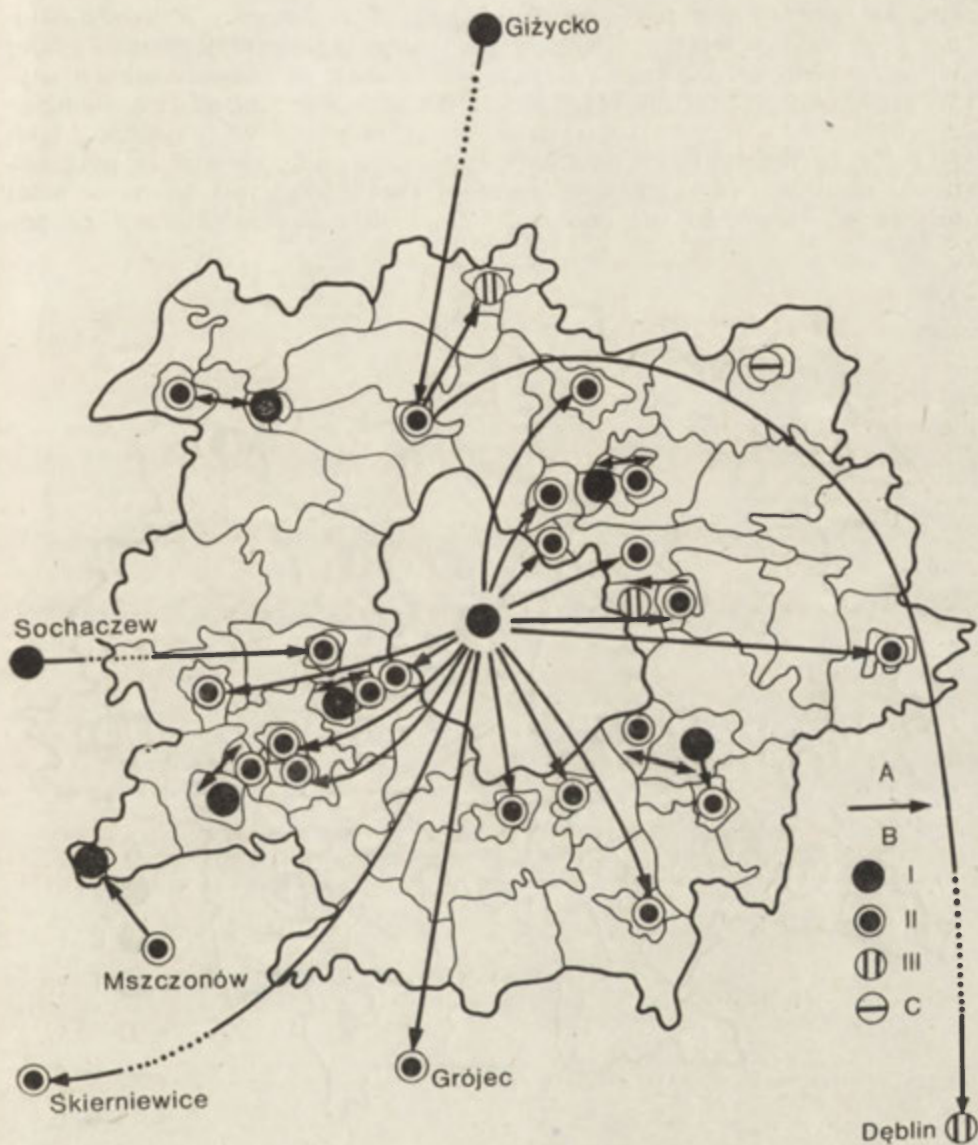 Giżycko
Sochaczew
A
B
I
II
III
C
Mszczonów
Grójec
Skierniewice
Dęblin